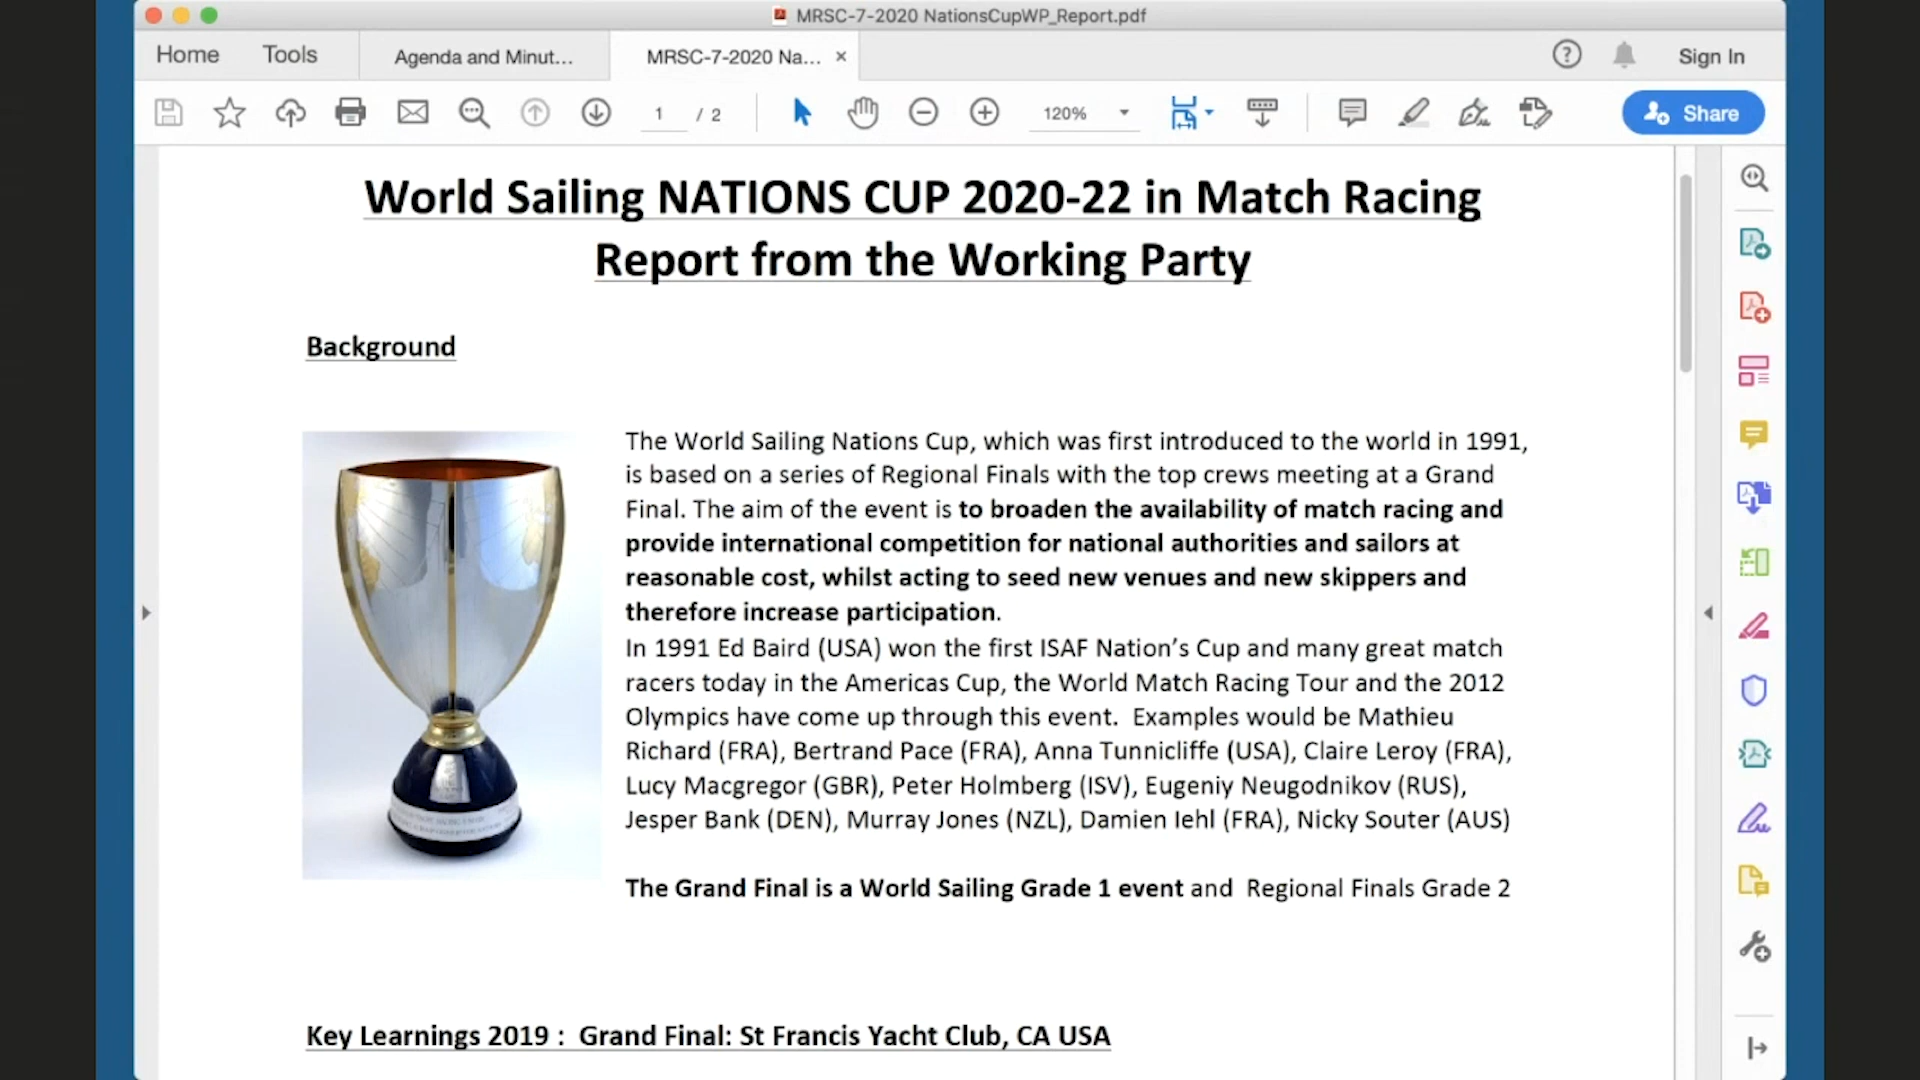 MRSC-7-2020 NationsCupWP_Report.pdf
Home
Tools
Agenda and Minut...
MRSC-7-2020 Na...
Sign In
1 / 2
120%
Share
World Sailing NATIONS CUP 2020-22 in Match Racing
Report from the Working Party
Background
The World Sailing Nations Cup, which was first introduced to the world in 1991,
is based on a series of Regional Finals with the top crews meeting at a Grand
Final. The aim of the event is to broaden the availability of match racing and
provide international competition for national authorities and sailors at
reasonable cost, whilst acting to seed new venues and new skippers and
therefore increase participation.
In 1991 Ed Baird (USA) won the first ISAF Nation’s Cup and many great match
racers today in the Americas Cup, the World Match Racing Tour and the 2012
Olympics have come up through this event. Examples would be Mathieu
Richard (FRA), Bertrand Pace (FRA), Anna Tunnicliffe (USA), Claire Leroy (FRA),
Lucy Macgregor (GBR), Peter Holmberg (ISV), Eugeniy Neugodnikov (RUS),
Jesper Bank (DEN), Murray Jones (NZL), Damien Iehl (FRA), Nicky Souter (AUS)
The Grand Final is a World Sailing Grade 1 event and Regional Finals Grade 2
Key Learnings 2019 : Grand Final: St Francis Yacht Club, CA USA